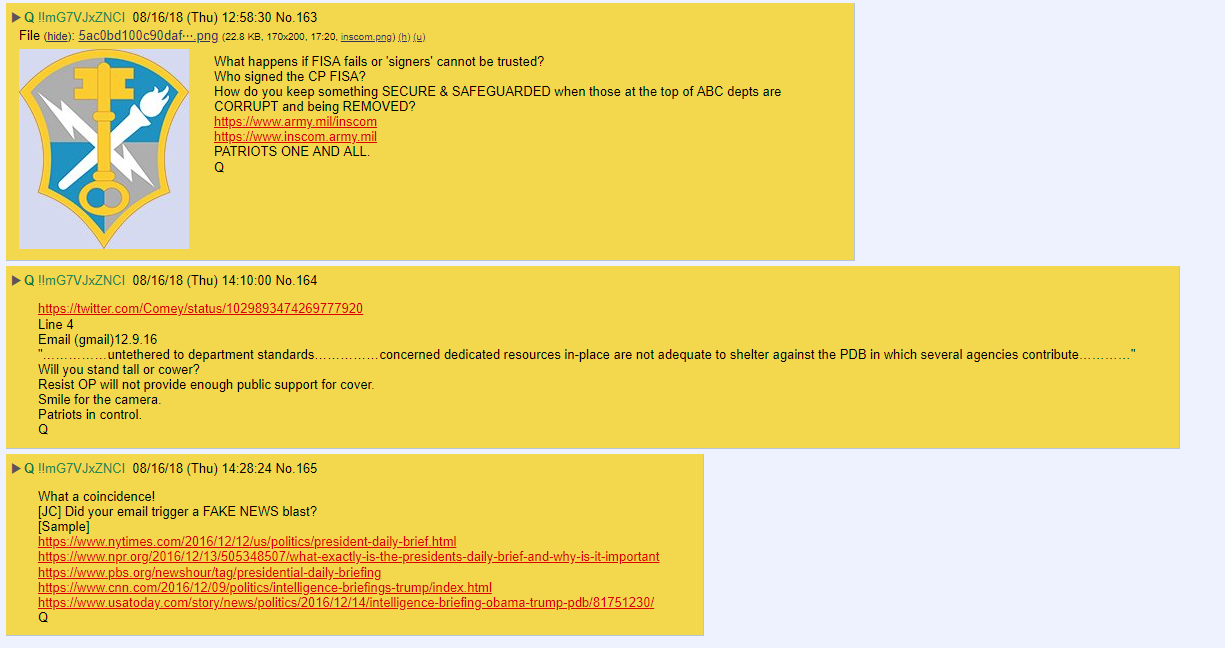 ▶ Q !!mG7VJxZNCI 08/16/18 (Thu) 12:58:30 No.163
File (hide): 5ac0bd100c90daf⋯.png (22.8 KB, 170x200, 17:20, inscom.png) (h) (u)
What happens if FISA fails or 'signers' cannot be trusted?
Who signed the CP FISA?
How do you keep something SECURE & SAFEGUARDED when those at the top of ABC depts are
CORRUPT and being REMOVED?
https://www.army.mil/inscom
https://www.inscom.army.mil
PATRIOTS ONE AND ALL.
Q
▶ Q !!mG7VJxZNCI 08/16/18 (Thu) 14:10:00 No.164
https://twitter.com/Comey/status/1029893474269777920
Line 4
Email (gmail)12.9.16
"……………untethered to department standards……………concerned dedicated resources in-place are not adequate to shelter against the PDB in which several agencies contribute…………"
Will you stand tall or cower?
Resist OP will not provide enough public support for cover.
Smile for the camera.
Patriots in control.
Q
▶ Q !!mG7VJxZNCI 08/16/18 (Thu) 14:28:24 No.165
What a coincidence!
[JC] Did your email trigger a FAKE NEWS blast?
[Sample]
https://www.nytimes.com/2016/12/12/us/politics/president-daily-brief.html
https://www.npr.org/2016/12/13/505348507/what-exactly-is-the-presidents-daily-brief-and-why-is-it-important
https://www.pbs.org/newshour/tag/presidential-daily-briefing
https://www.cnn.com/2016/12/09/politics/intelligence-briefings-trump/index.html
https://www.usatoday.com/story/news/politics/2016/12/14/intelligence-briefing-obama-trump-pdb/81751230/
Q